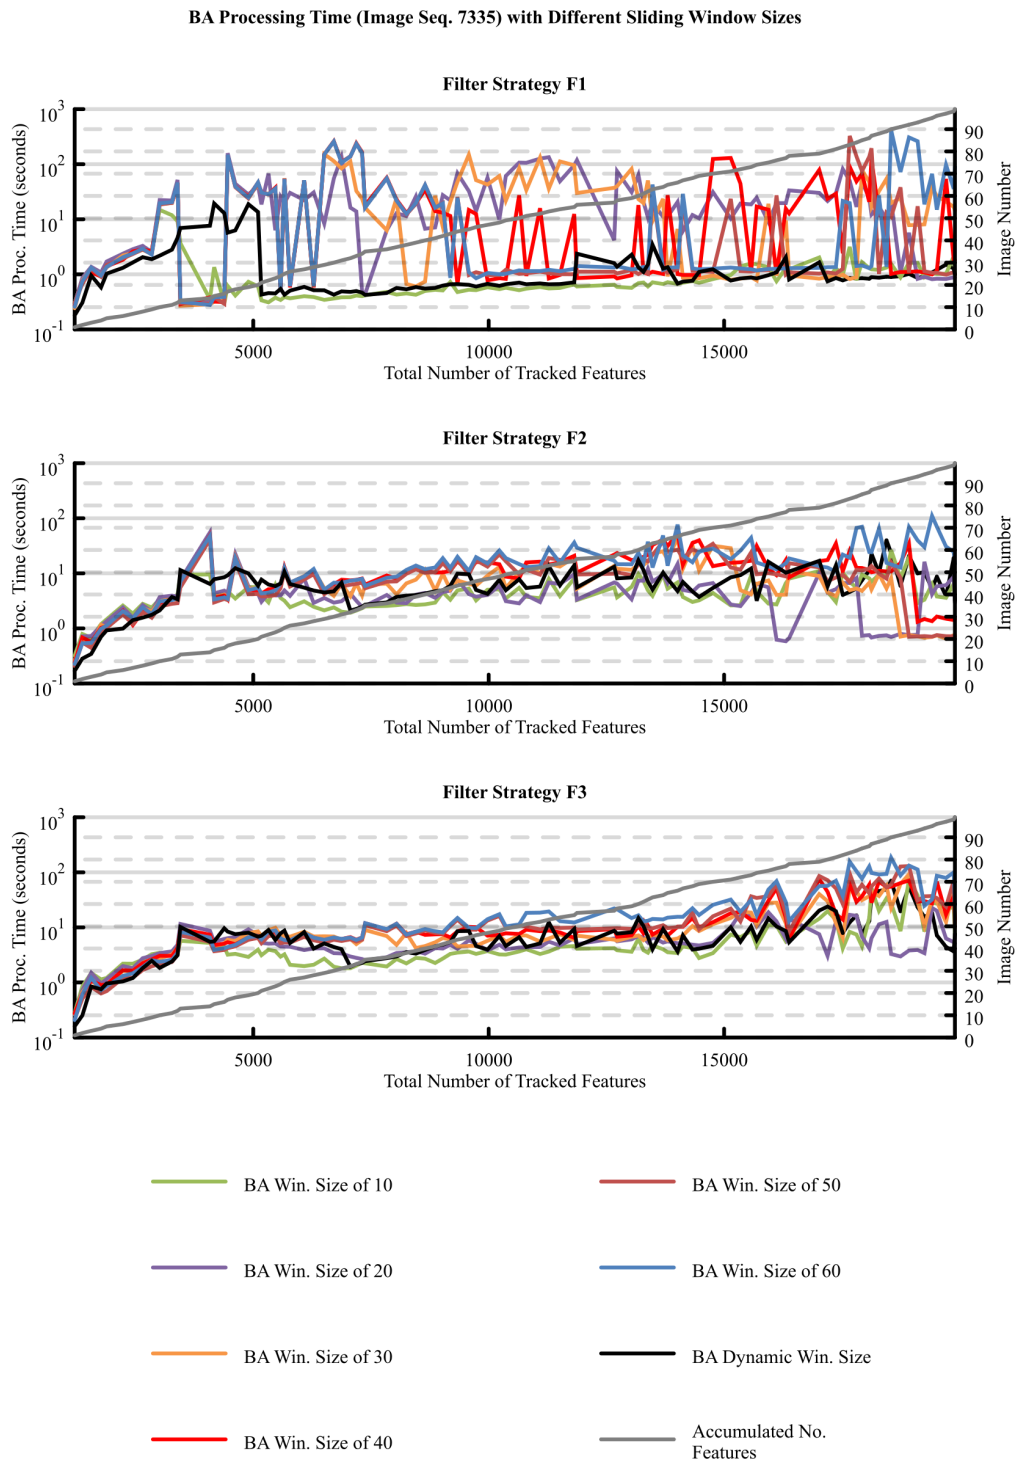 BA Processing Time (Image Seq. 7335) with Different Sliding Window Sizes
Filter Strategy F1
BA Proc. Time (seconds)
10^3
10^2
10^1
10^0
10^-1
90
80
70
60
50
40
30
20
10
0
Image Number
5000
10000
15000
Total Number of Tracked Features
Filter Strategy F2
BA Proc. Time (seconds)
10^3
10^2
10^1
10^0
10^-1
90
80
70
60
50
40
30
20
10
0
Image Number
5000
10000
15000
Total Number of Tracked Features
Filter Strategy F3
BA Proc. Time (seconds)
10^3
10^2
10^1
10^0
10^-1
90
80
70
60
50
40
30
20
10
0
Image Number
5000
10000
15000
Total Number of Tracked Features
BA Win. Size of 10
BA Win. Size of 50
BA Win. Size of 20
BA Win. Size of 60
BA Win. Size of 30
BA Dynamic Win. Size
BA Win. Size of 40
Accumulated No.
Features